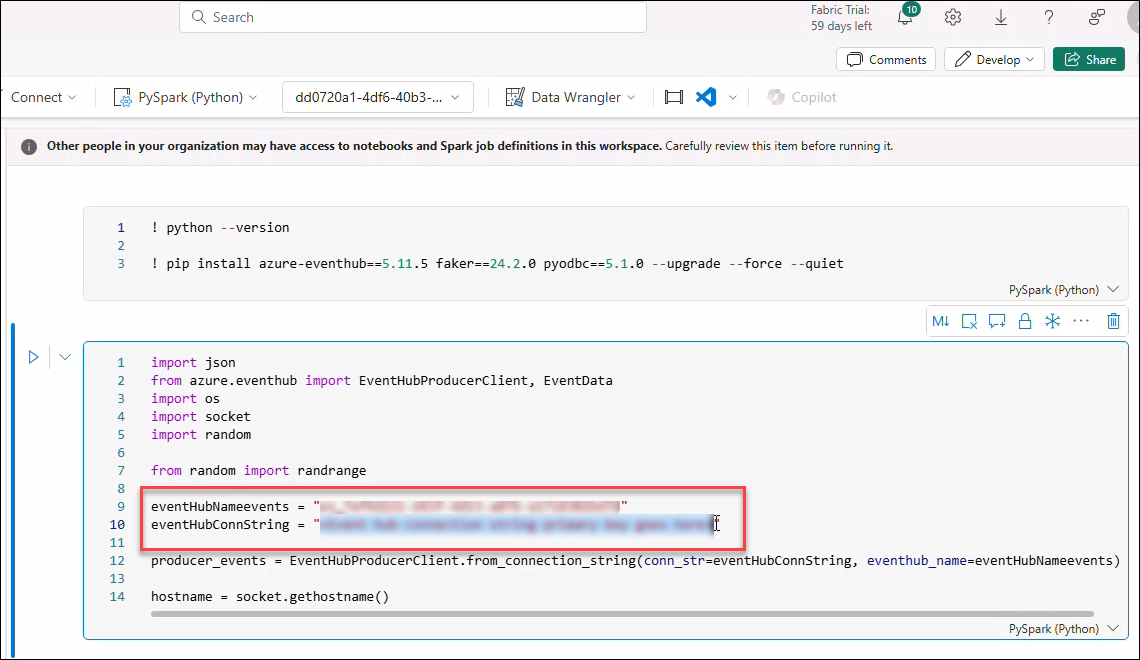 Search
Fabric Trial:
59 days left
10
?
Comments
Develop
Share
Connect
PySpark (Python)
dd0720a1-4df6-40b3-...
Data Wrangler
Copilot
Other people in your organization may have access to notebooks and Spark job definitions in this workspace. Carefully review this item before running it.
1 ! python --version
2
3 ! pip install azure-eventhub==5.11.5 faker==24.2.0 pyodbc==5.1.0 --upgrade --force --quiet
PySpark (Python)
M↓
1 import json
2 from azure.eventhub import EventHubProducerClient, EventData
3 import os
4 import socket
5 import random
6
7 from random import randrange
8
9 eventHubNameevents = " "
10 eventHubConnString = " "
11
12 producer_events = EventHubProducerClient.from_connection_string(conn_str=eventHubConnString, eventhub_name=eventHubNameevents)
13
14 hostname = socket.gethostname()
PySpark (Python)